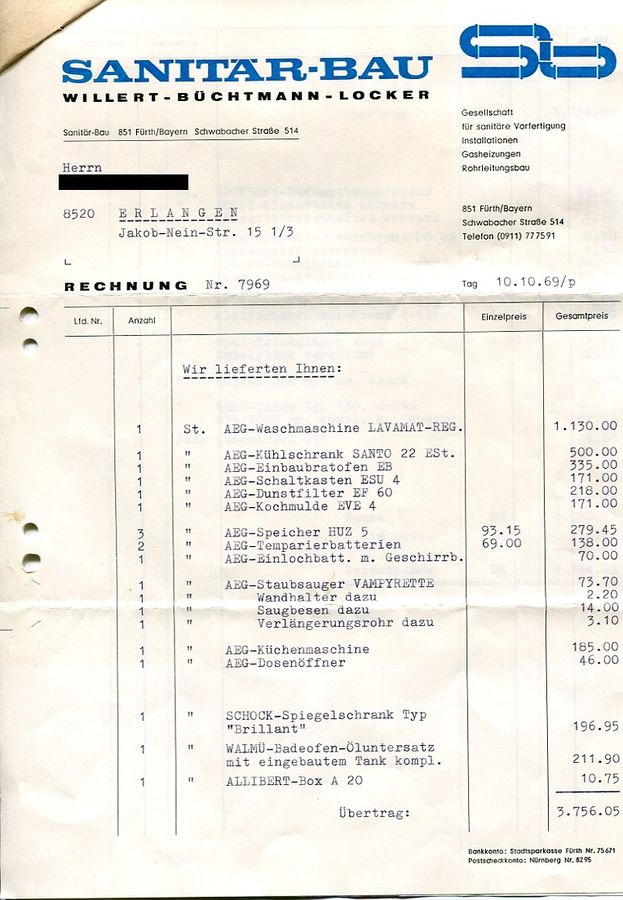 SANITÄR-BAU
WILLERT-BÜCHTMANN-LOCKER
Sb
Gesellschaft
für sanitäre Vorfertigung
Installationen
Gasheizungen
Rohrleitungsbau
Sanitär-Bau 851 Fürth/Bayern Schwabacher Straße 514
Herrn
8520 ERLANGEN
Jakob-Nein-Str. 15 1/3
851 Fürth/Bayern
Schwabacher Straße 514
Telefon (0911) 777591
RECHNUNG Nr. 7969 Tag 10.10.69/p
Lfd. Nr. Anzahl Einzelpreis Gesamtpreis
Wir lieferten Ihnen:
1 St. AEG-Waschmaschine LAVAMAT-REG. 1.130.00
1 " AEG-Kühlschrank SANTO 22 ESt. 500.00
1 " AEG-Einbaubratofen EB 335.00
1 " AEG-Schaltkasten ESU 4 171.00
1 " AEG-Dunstfilter EF 60 218.00
1 " AEG-Kochmulde EVE 4 171.00
3 " AEG-Speicher HUZ 5 93.15 279.45
2 " AEG-Temparierbatterien 69.00 138.00
1 " AEG-Einlochbatt. m. Geschirrb. 70.00
1 " AEG-Staubsauger VAMPYRETTE 73.70
1 " Wandhalter dazu 2.20
1 " Saugbesen dazu 14.00
1 " Verlängerungsrohr dazu 3.10
1 " AEG-Küchenmaschine 185.00
1 " AEG-Dosenöffner 46.00
1 " SCHOCK-Spiegelschrank Typ
"Brillant" 196.95
1 " WALMÜ-Badeofen-Öluntersatz
mit eingebautem Tank kompl. 211.90
1 " ALLIBERT-Box A 20 10.75
Übertrag: 3.756.05
Bankkonto: Stadtsparkasse Fürth Nr. 75671
Postscheckkonto: Nürnberg Nr. 8295